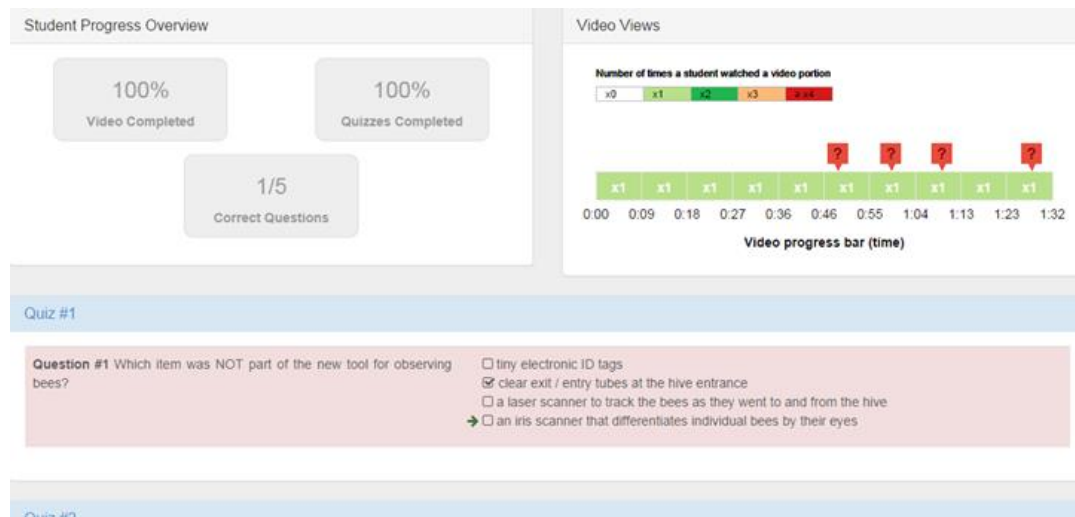 Student Progress Overview
100%
Video Completed
100%
Quizzes Completed
1/5
Correct Questions
Video Views
Number of times a student watched a video portion
x0 x1 x2 x3 ≥ x4
? ? ? ?
x1 x1 x1 x1 x1 x1 x1 x1 x1 x1
0:00 0:09 0:18 0:27 0:36 0:46 0:55 1:04 1:13 1:23 1:32
Video progress bar (time)
Quiz #1
Question #1 Which item was NOT part of the new tool for observing
bees?
tiny electronic ID tags
clear exit / entry tubes at the hive entrance
a laser scanner to track the bees as they went to and from the hive
an iris scanner that differentiates individual bees by their eyes
Quiz #2